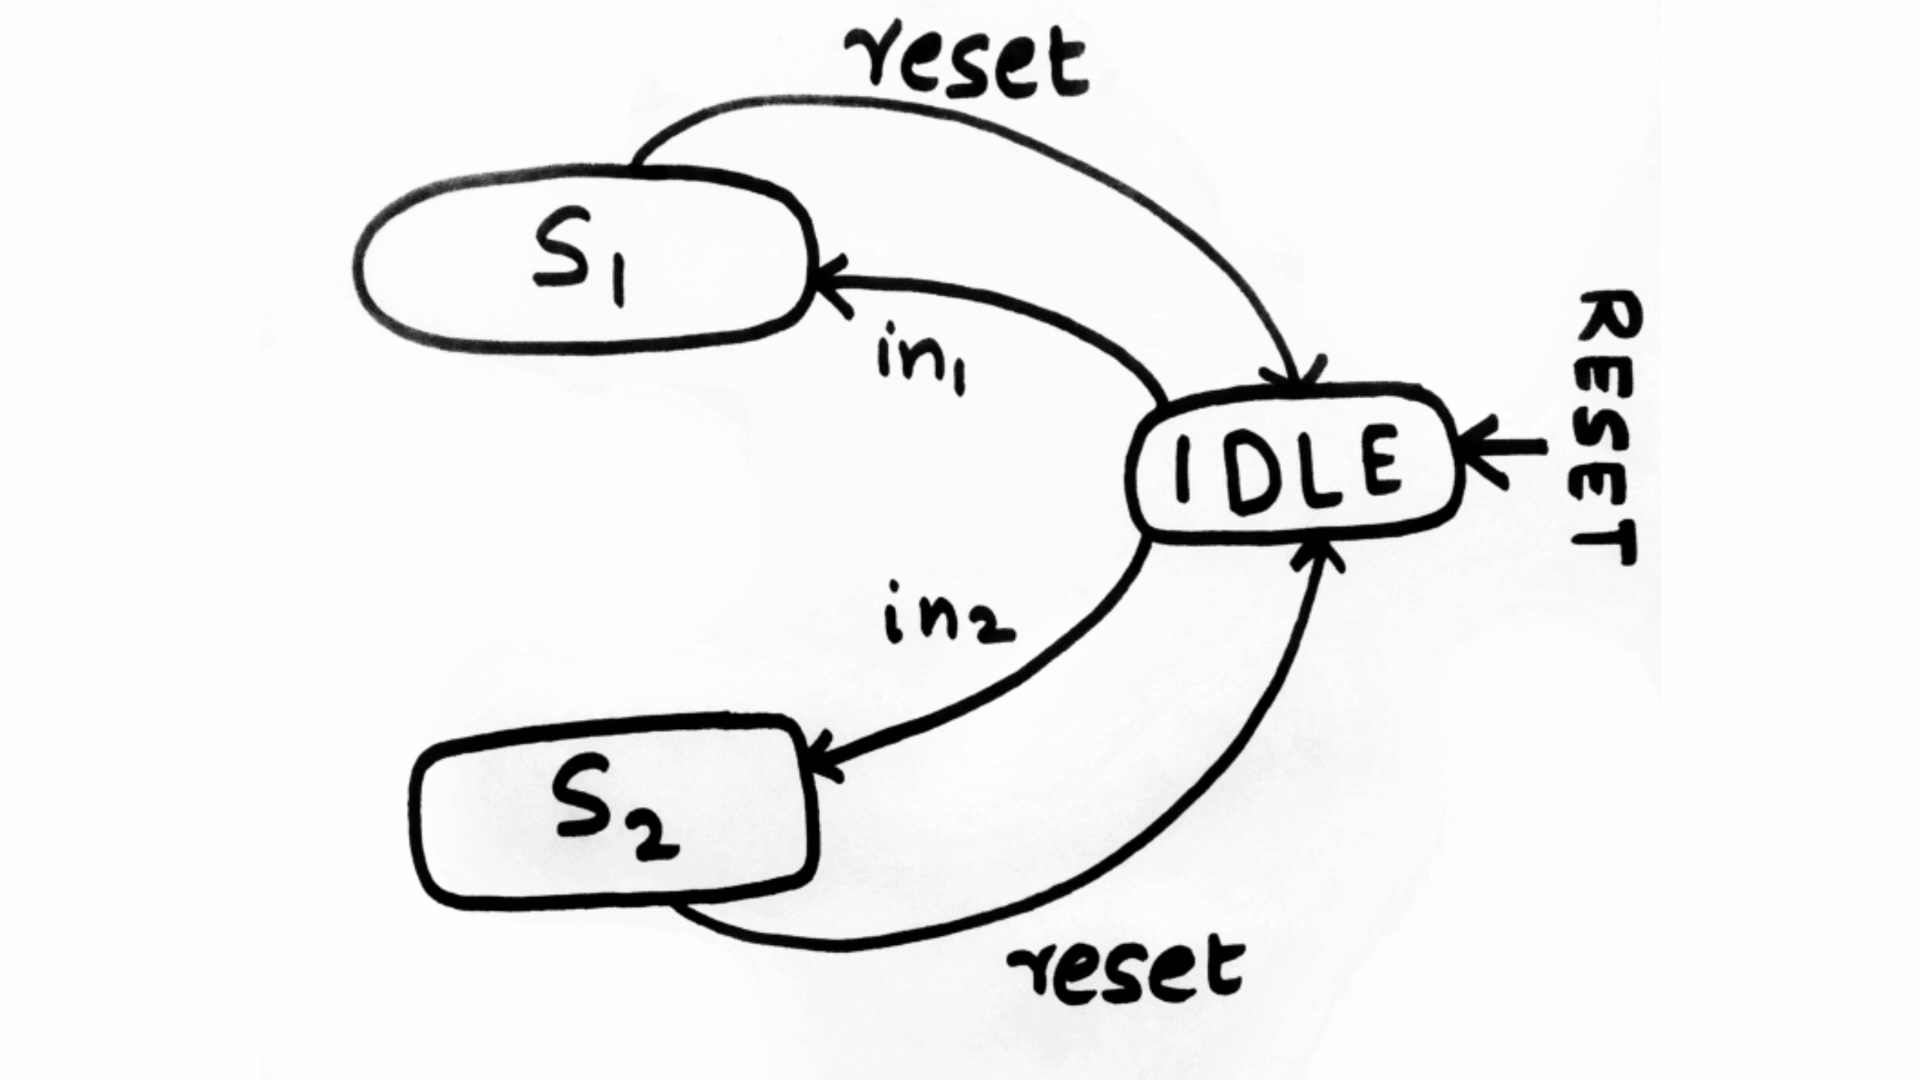 reset
S1
in1
RESET
IDLE
in2
S2
reset